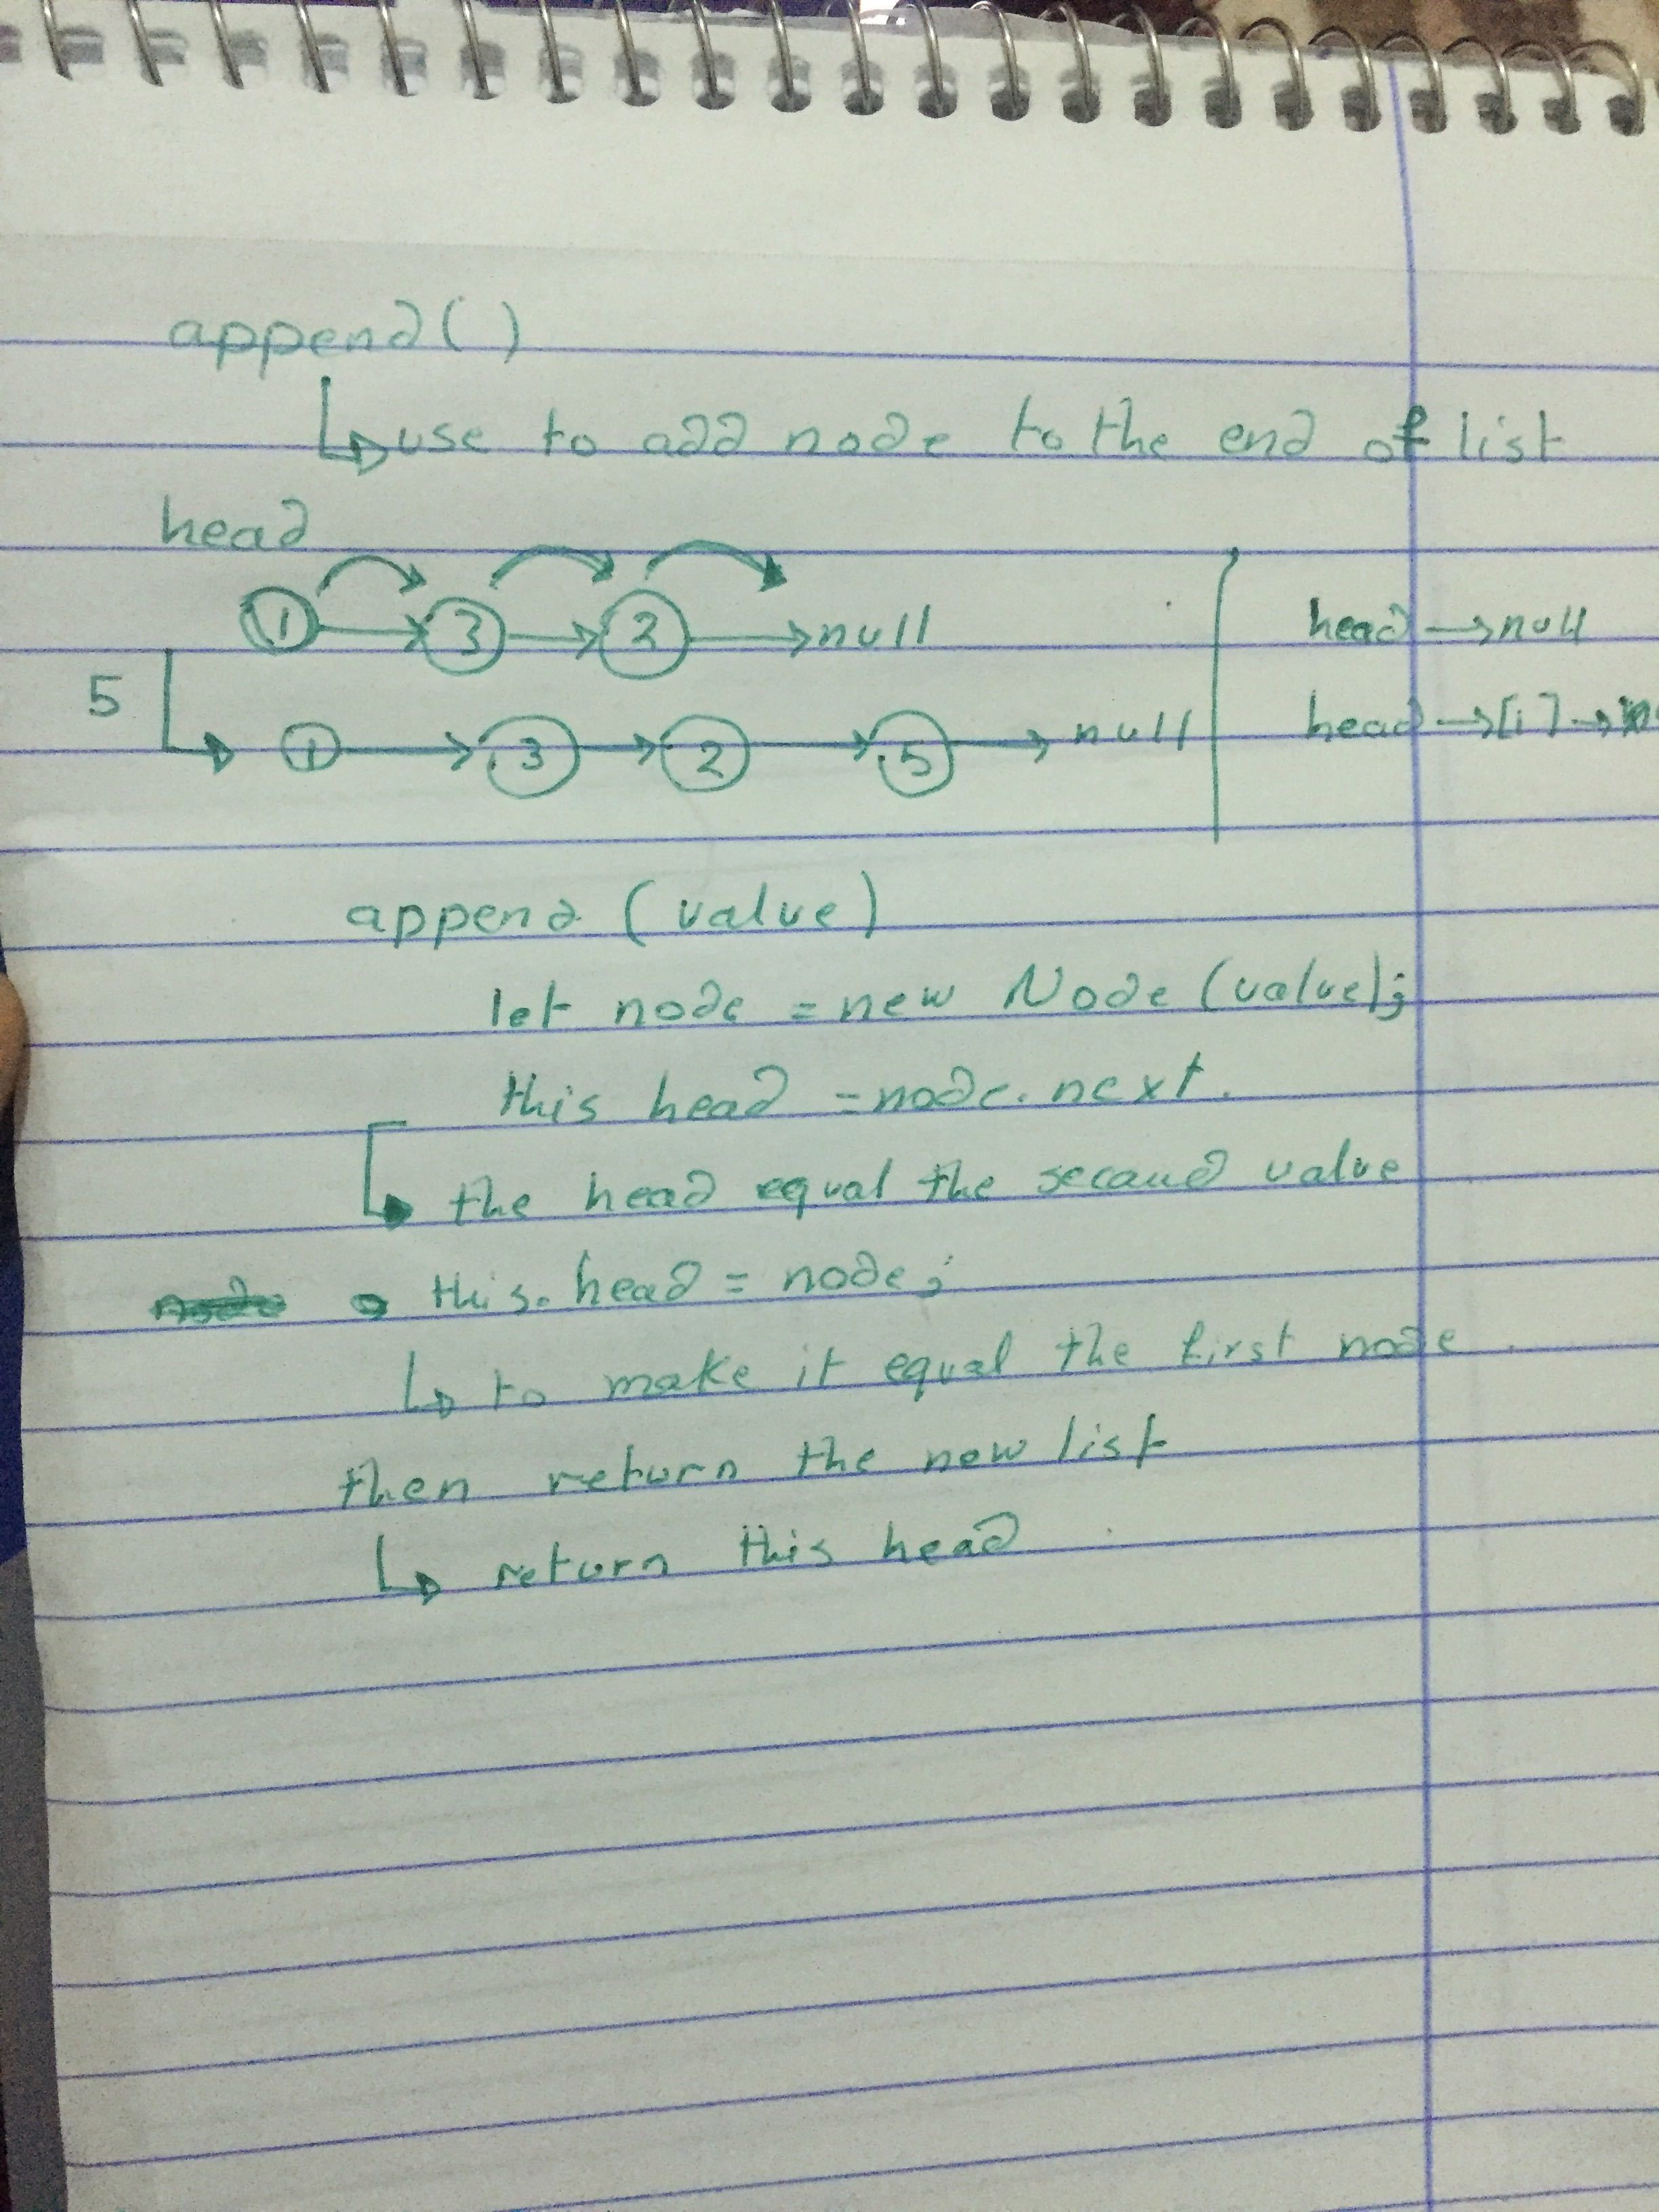 append()
use to add node to the end of list
head
1 → 3 → 2 → null
5
1 → 3 → 2 → 5 → null
head → null
head → [1] →
append (value)
let node = new Node (value);
this head = node.next.
the head equal the secaud value
this.head = node;
to make it equal the first node
then return the new list
return this head